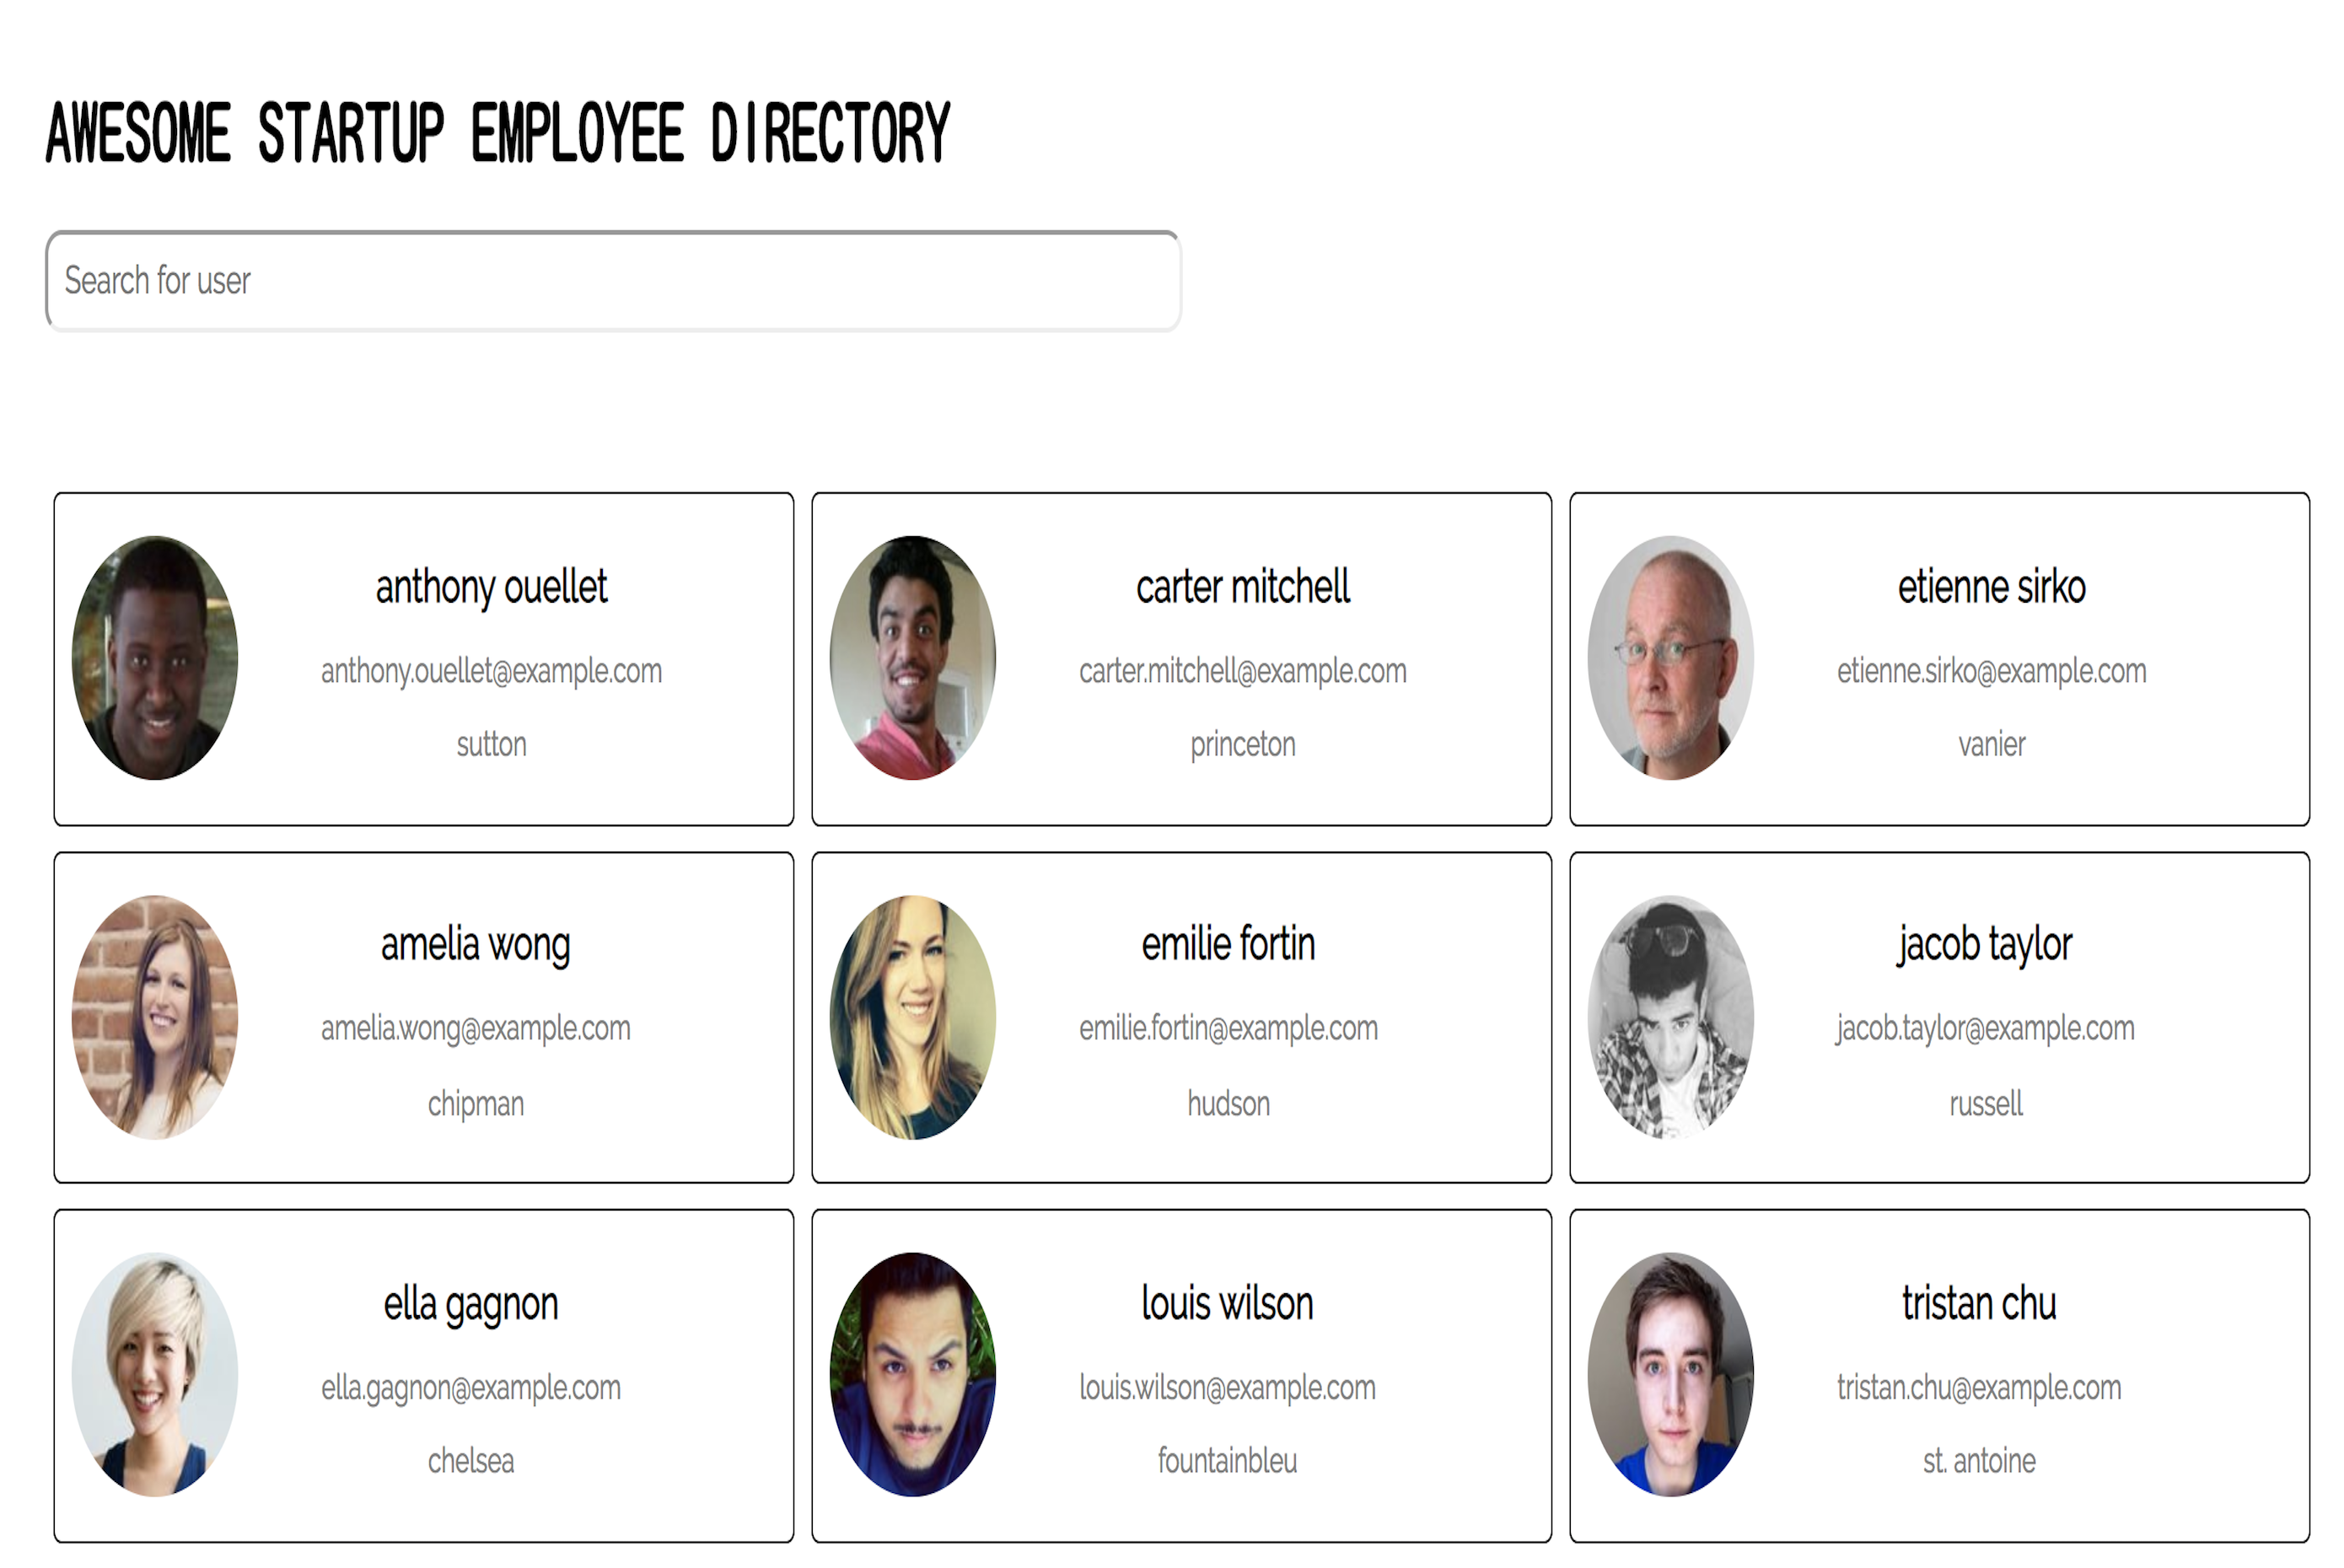 AWESOME STARTUP EMPLOYEE DIRECTORY
Search for user
anthony ouellet
anthony.ouellet@example.com
sutton
carter mitchell
carter.mitchell@example.com
princeton
etienne sirko
etienne.sirko@example.com
vanier
amelia wong
amelia.wong@example.com
chipman
emilie fortin
emilie.fortin@example.com
hudson
jacob taylor
jacob.taylor@example.com
russell
ella gagnon
ella.gagnon@example.com
chelsea
louis wilson
louis.wilson@example.com
fountainbleu
tristan chu
tristan.chu@example.com
st. antoine